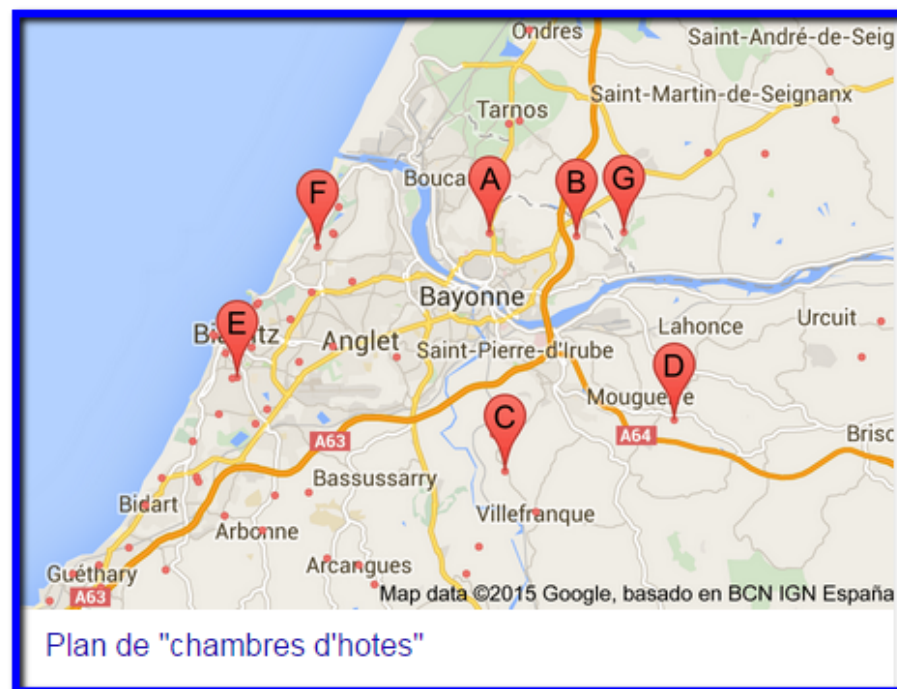 Ondres
Saint-André-de-Seig
Saint-Martin-de-Seignanx
Tarnos
Bouca
A
B
G
F
Bayonne
Lahonce
Urcuit
E
Anglet
Saint-Pierre-d'Irube
D
Mouguerre
C
A63
A64
Brisc
Bassussarry
Bidart
Villefranque
Arbonne
Guéthary
Arcangues
A63
Map data ©2015 Google, basado en BCN IGN España
Plan de "chambres d'hotes"